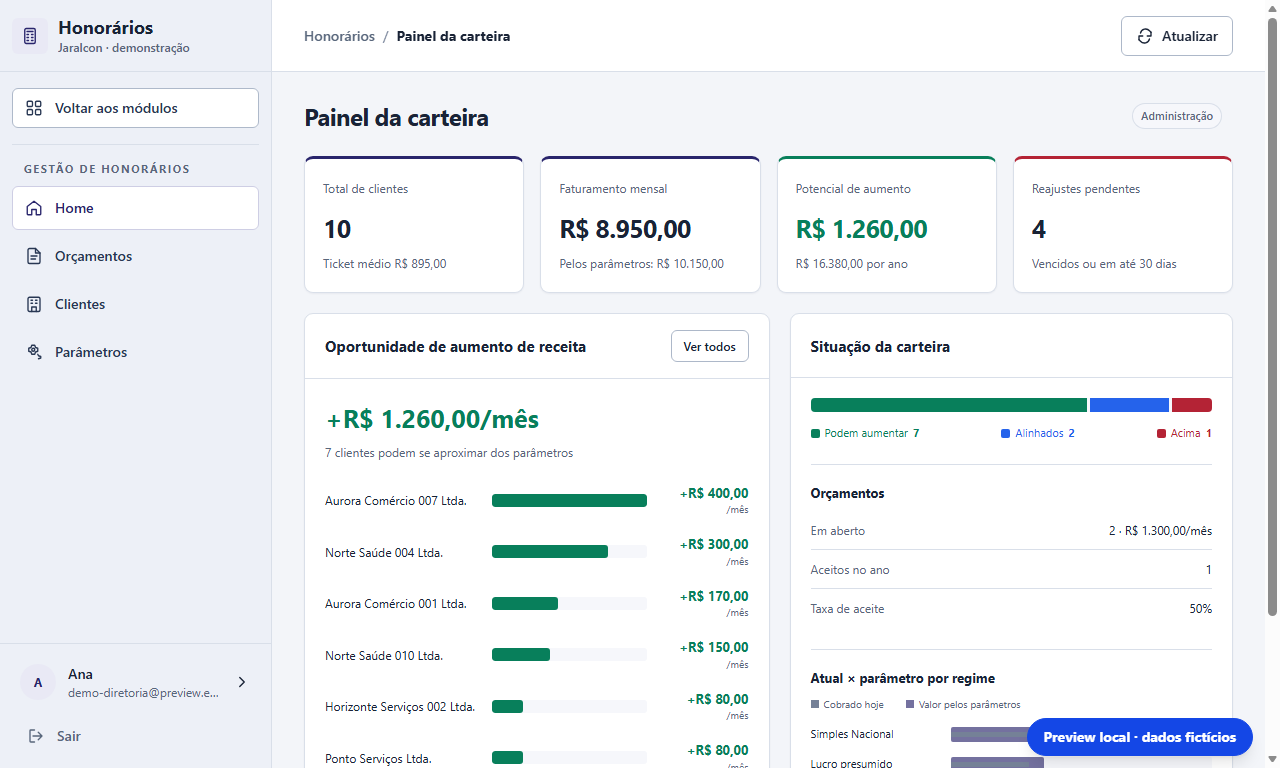 Honorários
Jaralcon · demonstração
Voltar aos módulos
GESTÃO DE HONORÁRIOS
Home
Orçamentos
Clientes
Parâmetros
A
Ana
demo-diretoria@preview.e...
Sair
Honorários / Painel da carteira
Atualizar
Painel da carteira
Administração
Total de clientes
10
Ticket médio R$ 895,00
Faturamento mensal
R$ 8.950,00
Pelos parâmetros: R$ 10.150,00
Potencial de aumento
R$ 1.260,00
R$ 16.380,00 por ano
Reajustes pendentes
4
Vencidos ou em até 30 dias
Oportunidade de aumento de receita
Ver todos
+R$ 1.260,00/mês
7 clientes podem se aproximar dos parâmetros
Aurora Comércio 007 Ltda. +R$ 400,00
/mês
Norte Saúde 004 Ltda. +R$ 300,00
/mês
Aurora Comércio 001 Ltda. +R$ 170,00
/mês
Norte Saúde 010 Ltda. +R$ 150,00
/mês
Horizonte Serviços 002 Ltda. +R$ 80,00
/mês
Ponto Serviços Ltda. +R$ 80,00
/mês
Situação da carteira
Podem aumentar 7 Alinhados 2 Acima 1
Orçamentos
Em aberto 2 · R$ 1.300,00/mês
Aceitos no ano 1
Taxa de aceite 50%
Atual × parâmetro por regime
Cobrado hoje Valor pelos parâmetros
Simples Nacional
Lucro presumido
Preview local · dados fictícios